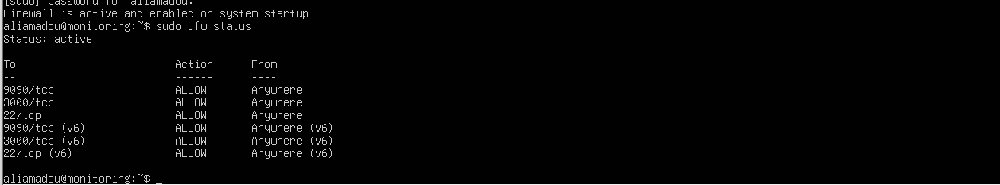 [sudo] password for aliamadou:
Firewall is active and enabled on system startup
aliamadou@monitoring:~$ sudo ufw status
Status: active

To                         Action      From
--                         ------      ----
9090/tcp                   ALLOW       Anywhere
3000/tcp                   ALLOW       Anywhere
22/tcp                     ALLOW       Anywhere
9090/tcp (v6)              ALLOW       Anywhere (v6)
3000/tcp (v6)              ALLOW       Anywhere (v6)
22/tcp (v6)                ALLOW       Anywhere (v6)

aliamadou@monitoring:~$ _